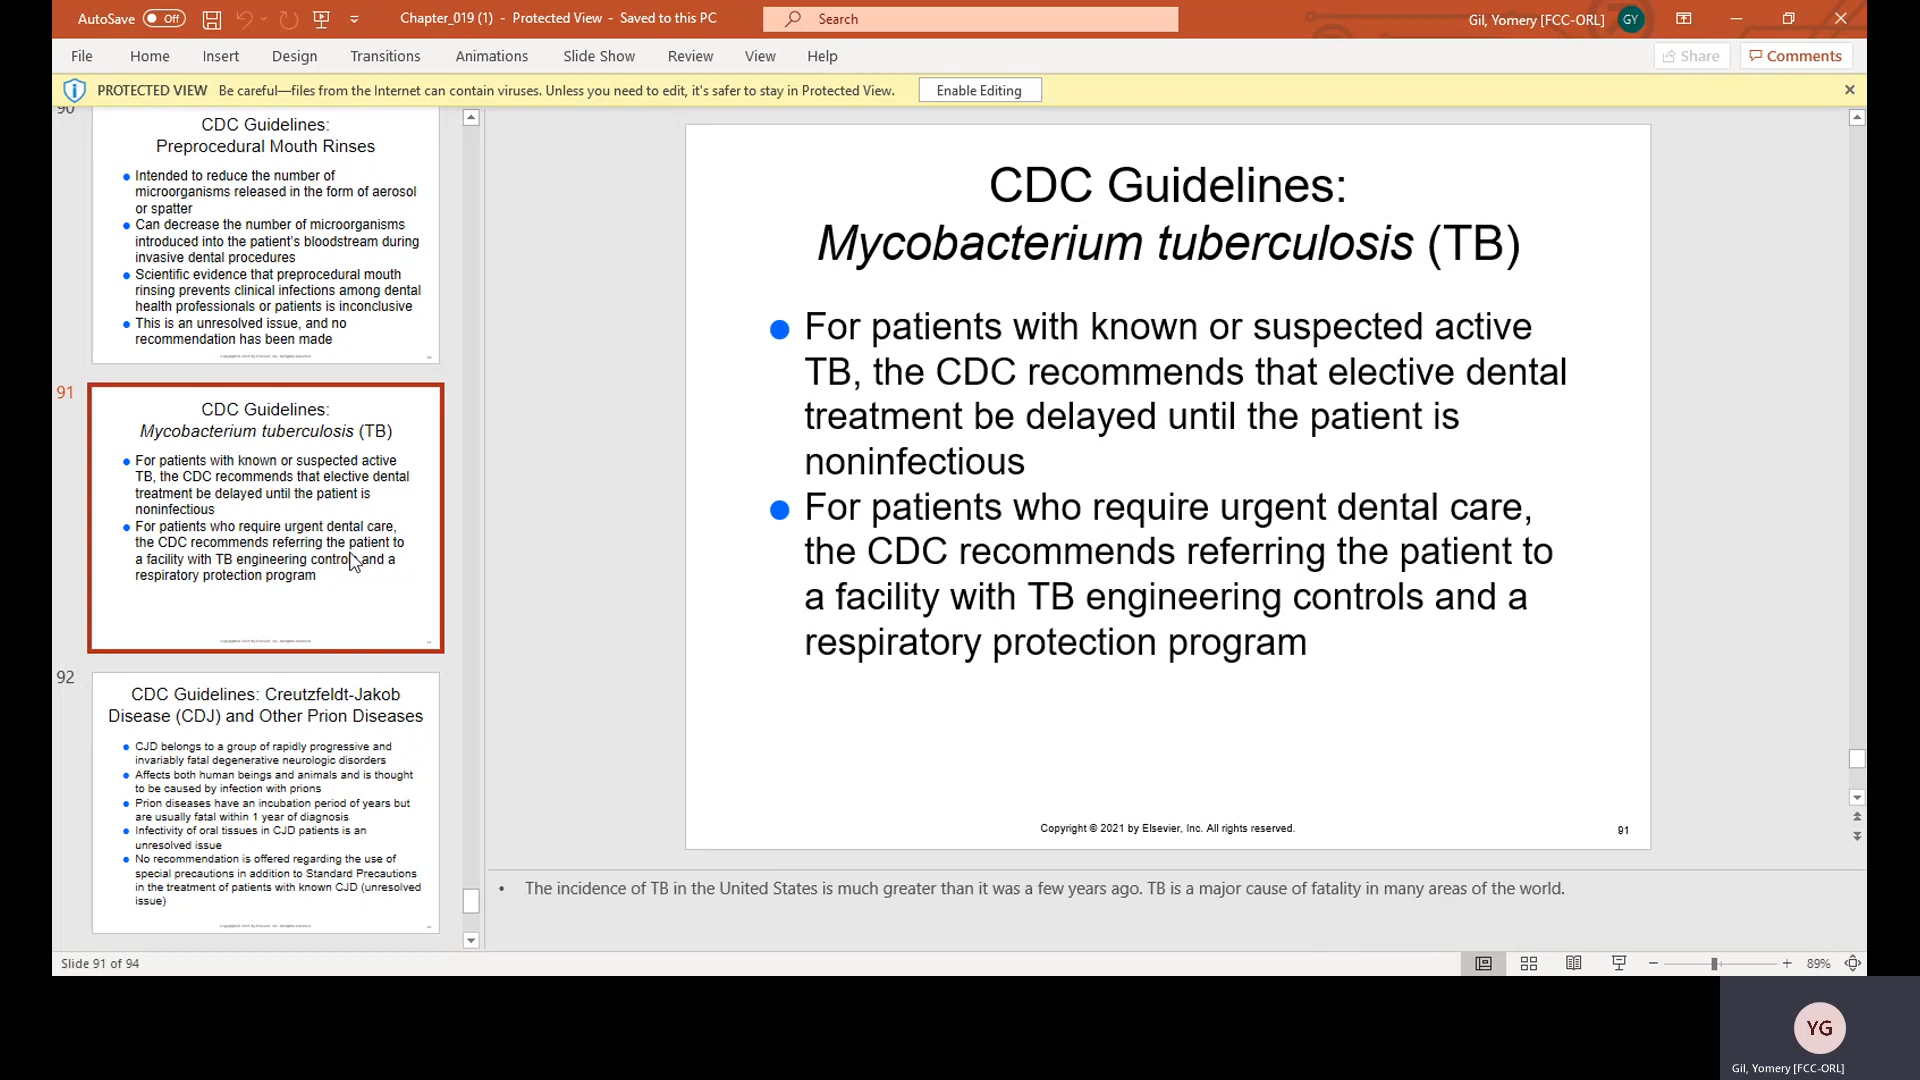 AutoSave Off Chapter_019 (1) - Protected View - Saved to this PC Search Gil, Yomery [FCC-ORL] GY
File Home Insert Design Transitions Animations Slide Show Review View Help Share Comments
PROTECTED VIEW Be careful—files from the Internet can contain viruses. Unless you need to edit, it's safer to stay in Protected View. Enable Editing
90
CDC Guidelines:
Preprocedural Mouth Rinses
Intended to reduce the number of
microorganisms released in the form of aerosol
or spatter
Can decrease the number of microorganisms
introduced into the patient's bloodstream during
invasive dental procedures
Scientific evidence that preprocedural mouth
rinsing prevents clinical infections among dental
health professionals or patients is inconclusive
This is an unresolved issue, and no
recommendation has been made
91
CDC Guidelines:
Mycobacterium tuberculosis (TB)
For patients with known or suspected active
TB, the CDC recommends that elective dental
treatment be delayed until the patient is
noninfectious
For patients who require urgent dental care,
the CDC recommends referring the patient to
a facility with TB engineering controls and a
respiratory protection program
92
CDC Guidelines: Creutzfeldt-Jakob
Disease (CDJ) and Other Prion Diseases
CJD belongs to a group of rapidly progressive and
invariably fatal degenerative neurologic disorders
Affects both human beings and animals and is thought
to be caused by infection with prions
Prion diseases have an incubation period of years but
are usually fatal within 1 year of diagnosis
Infectivity of oral tissues in CJD patients is an
unresolved issue
No recommendation is offered regarding the use of
special precautions in addition to Standard Precautions
in the treatment of patients with known CJD (unresolved
issue)
CDC Guidelines:
Mycobacterium tuberculosis (TB)
For patients with known or suspected active
TB, the CDC recommends that elective dental
treatment be delayed until the patient is
noninfectious
For patients who require urgent dental care,
the CDC recommends referring the patient to
a facility with TB engineering controls and a
respiratory protection program
Copyright © 2021 by Elsevier, Inc. All rights reserved.
91
• The incidence of TB in the United States is much greater than it was a few years ago. TB is a major cause of fatality in many areas of the world.
Slide 91 of 94
89%
YG
Gil, Yomery [FCC-ORL]